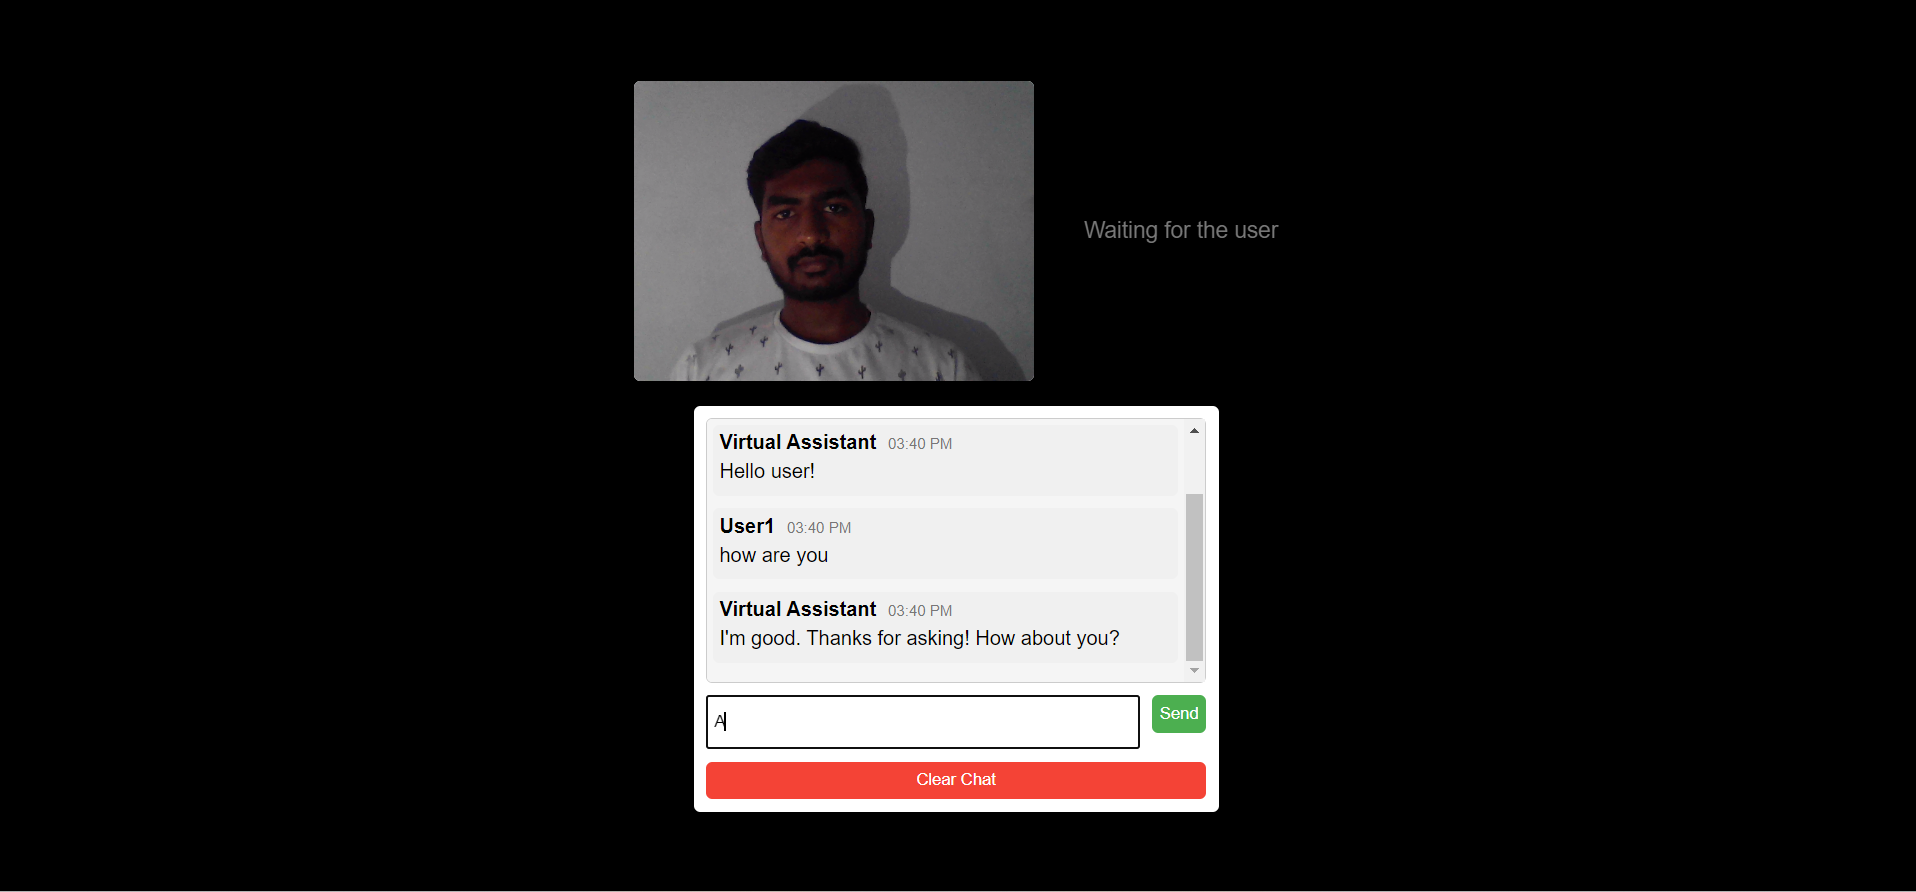 Waiting for the user
Virtual Assistant 03:40 PM
Hello user!
User1 03:40 PM
how are you
Virtual Assistant 03:40 PM
I'm good. Thanks for asking! How about you?
A
Send
Clear Chat